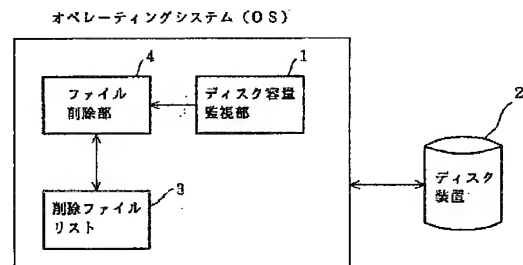 オペレーティングシステム（OS）
4
1
ファイル
削除部
ディスク容量
監視部
2
ディスク
装置
3
削除ファイル
リスト